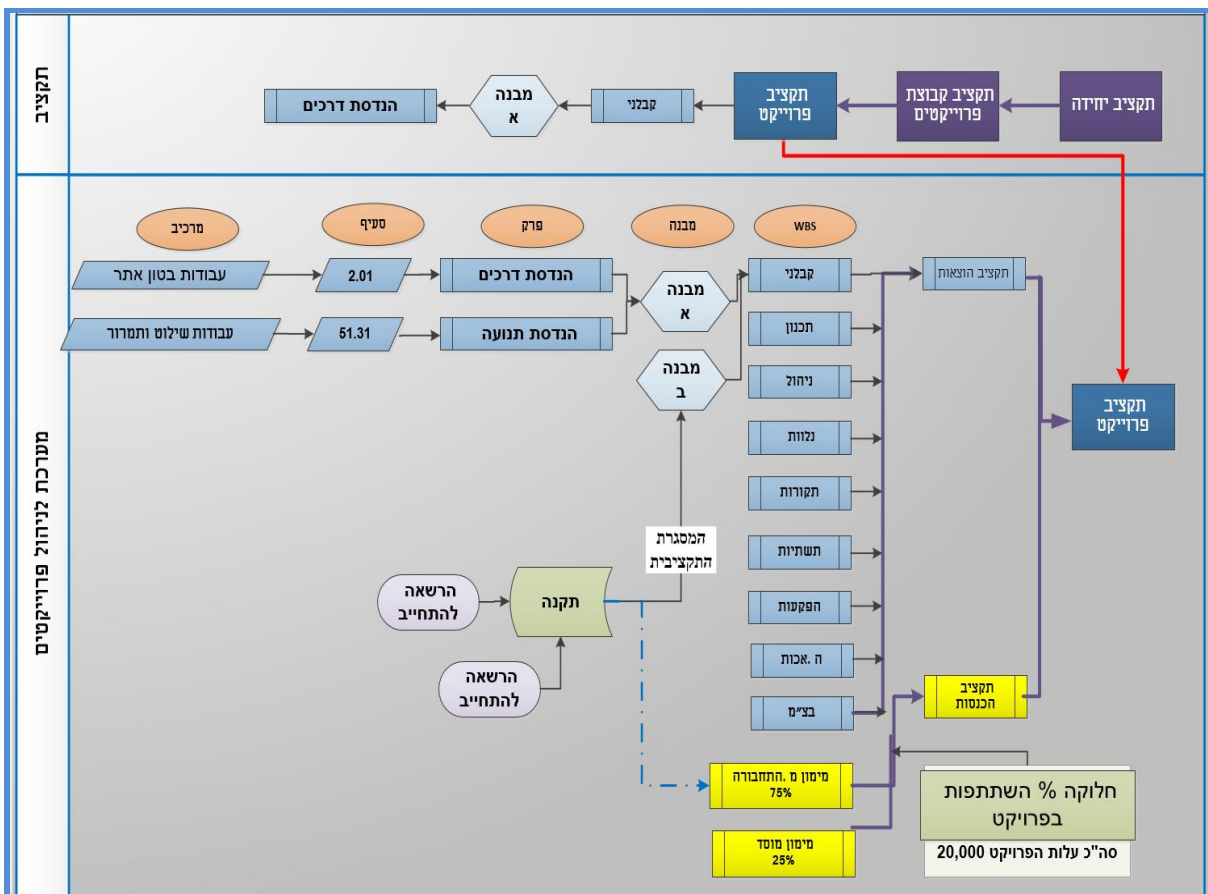 תקציב
תקציב יחידה
תקציב קבוצת
פרוייקטים
תקציב
פרוייקט
קבלני
מבנה
א
הנדסת דרכים
מערכת לניהול פרוייקטים
WBS
מבנה
פרק
סעיף
מרכיב
תקציב הוצאות
קבלני
מבנה
א
הנדסת דרכים
2.01
עבודות בטון אתר
תכנון
הנדסת תנועה
51.31
עבודות שילוט ותמרור
מבנה
ב
ניהול
תקציב
פרוייקט
נלוות
תקורות
המסגרת
התקציבית
תשתיות
הפקעות
תקנה
הרשאה
להתחייב
הרשאה
להתחייב
ה .אכות
בצ״מ
תקציב
הכנסות
מימון מ .התחבורה
75%
מימון מוסד
25%
חלוקה % השתתפות
בפרויקט
סה"כ עלות הפרויקט 20,000